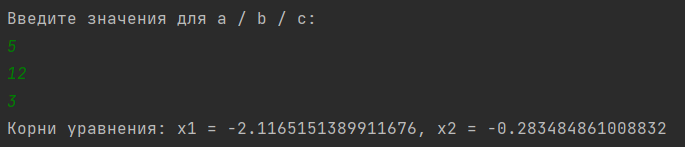 Введите значения для a / b / c:
5
12
3
Корни уравнения: x1 = -2.1165151389911676, x2 = -0.283484861008832